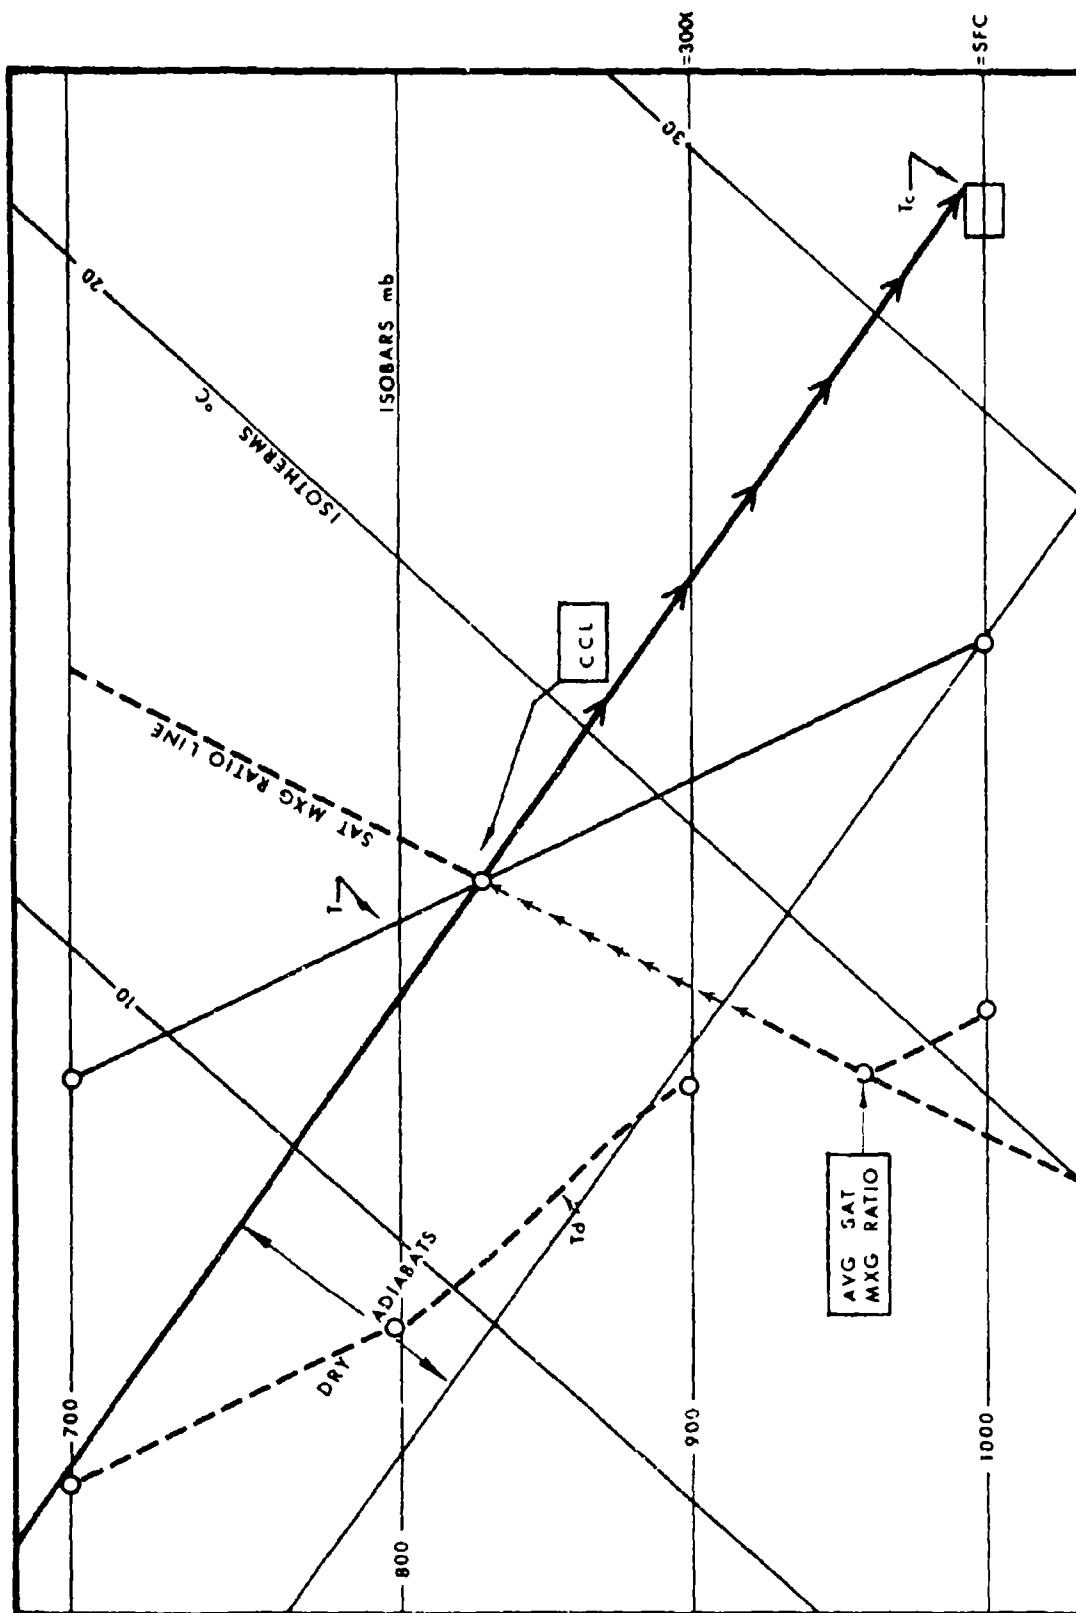 =3000
=SFC
30
Tc
20
ISOBARS mb
ISOTHERMS °C
CCL
SAT MXG RATIO LINE
T
10
Td
AVG SAT
MXG RATIO
DRY ADIABATS
700
800
900
1000